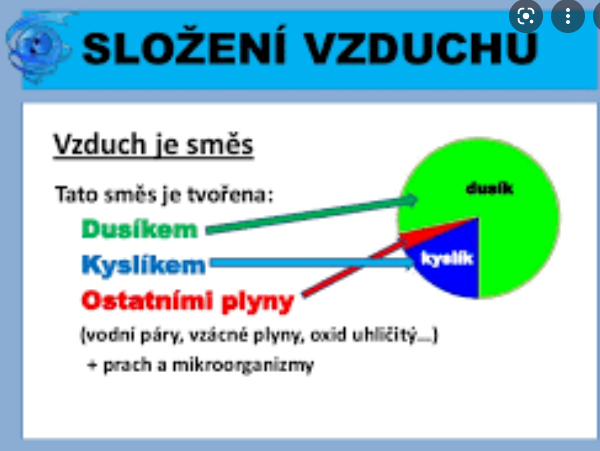 SLOŽENÍ VZDUCHU
Vzduch je směs
Tato směs je tvořena:
Dusíkem
Kyslíkem
Ostatními plyny
(vodní páry, vzácné plyny, oxid uhličitý…)
+ prach a mikroorganizmy
dusík
kyslík